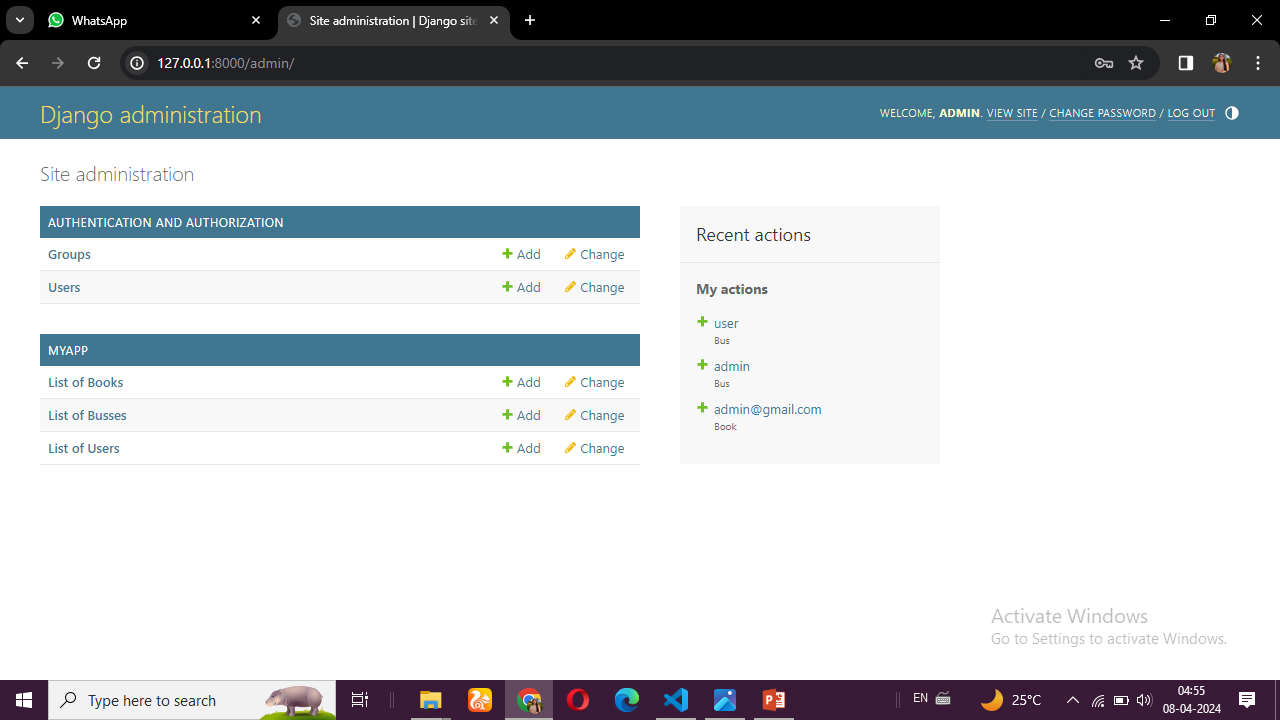 WhatsApp
Site administration | Django site
127.0.0.1:8000/admin/
Django administration
WELCOME, ADMIN. VIEW SITE / CHANGE PASSWORD / LOG OUT
Site administration
AUTHENTICATION AND AUTHORIZATION
Groups Add Change
Users Add Change
MYAPP
List of Books Add Change
List of Busses Add Change
List of Users Add Change
Recent actions
My actions
user
Bus
admin
Bus
admin@gmail.com
Book
Activate Windows
Go to Settings to activate Windows.
Type here to search
EN
25°C
04:55
08-04-2024